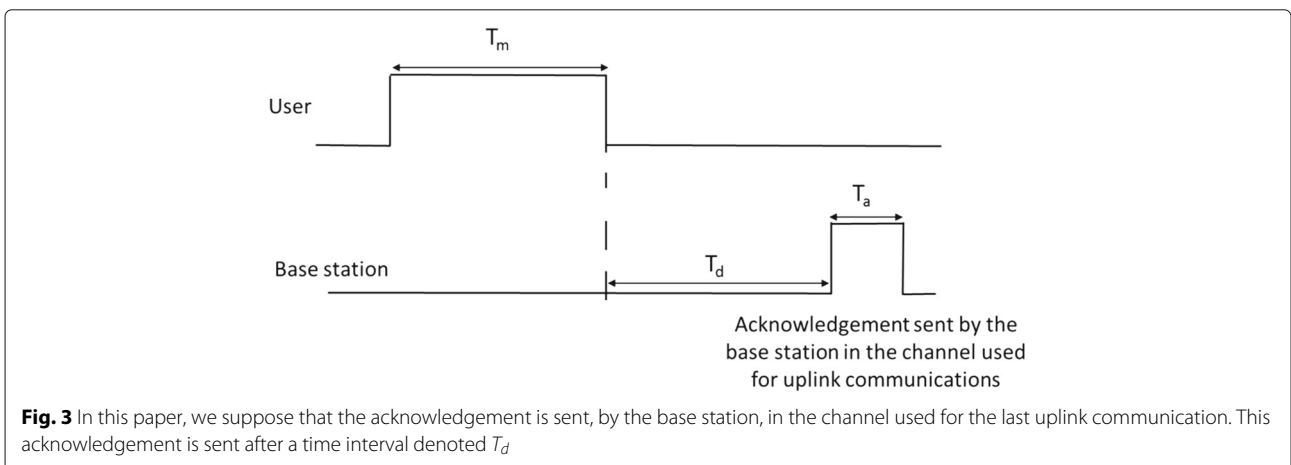 T_m
User
T_a
Base station
T_d
Acknowledgement sent by the
base station in the channel used
for uplink communications
Fig. 3 In this paper, we suppose that the acknowledgement is sent, by the base station, in the channel used for the last uplink communication. This
acknowledgement is sent after a time interval denoted T_d